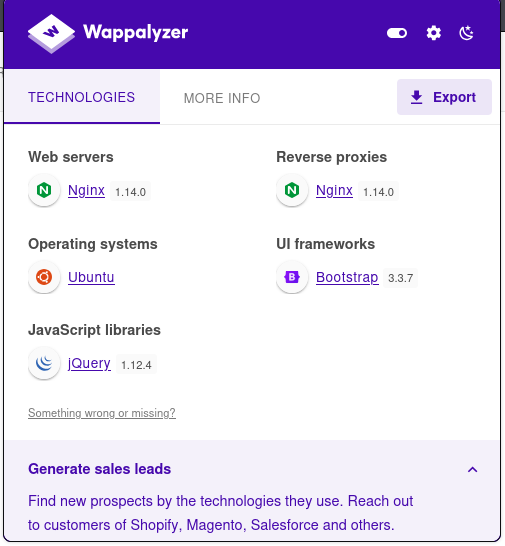 Wappalyzer
TECHNOLOGIES
MORE INFO
Export
Web servers
Nginx 1.14.0
Reverse proxies
Nginx 1.14.0
Operating systems
Ubuntu
UI frameworks
Bootstrap 3.3.7
JavaScript libraries
jQuery 1.12.4
Something wrong or missing?
Generate sales leads
Find new prospects by the technologies they use. Reach out
to customers of Shopify, Magento, Salesforce and others.